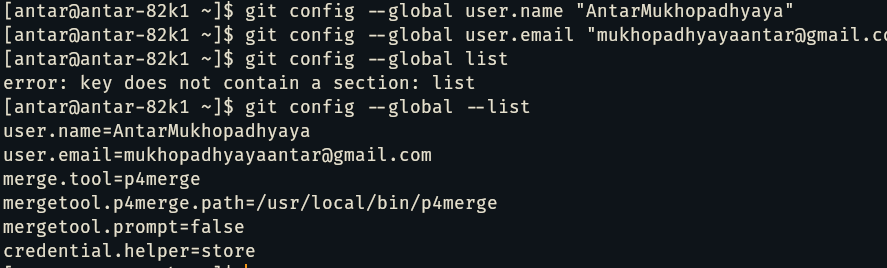 [antar@antar-82k1 ~]$ git config --global user.name "AntarMukhopadhyaya"
[antar@antar-82k1 ~]$ git config --global user.email "mukhopadhyayaantar@gmail.co
[antar@antar-82k1 ~]$ git config --global list
error: key does not contain a section: list
[antar@antar-82k1 ~]$ git config --global --list
user.name=AntarMukhopadhyaya
user.email=mukhopadhyayaantar@gmail.com
merge.tool=p4merge
mergetool.p4merge.path=/usr/local/bin/p4merge
mergetool.prompt=false
credential.helper=store